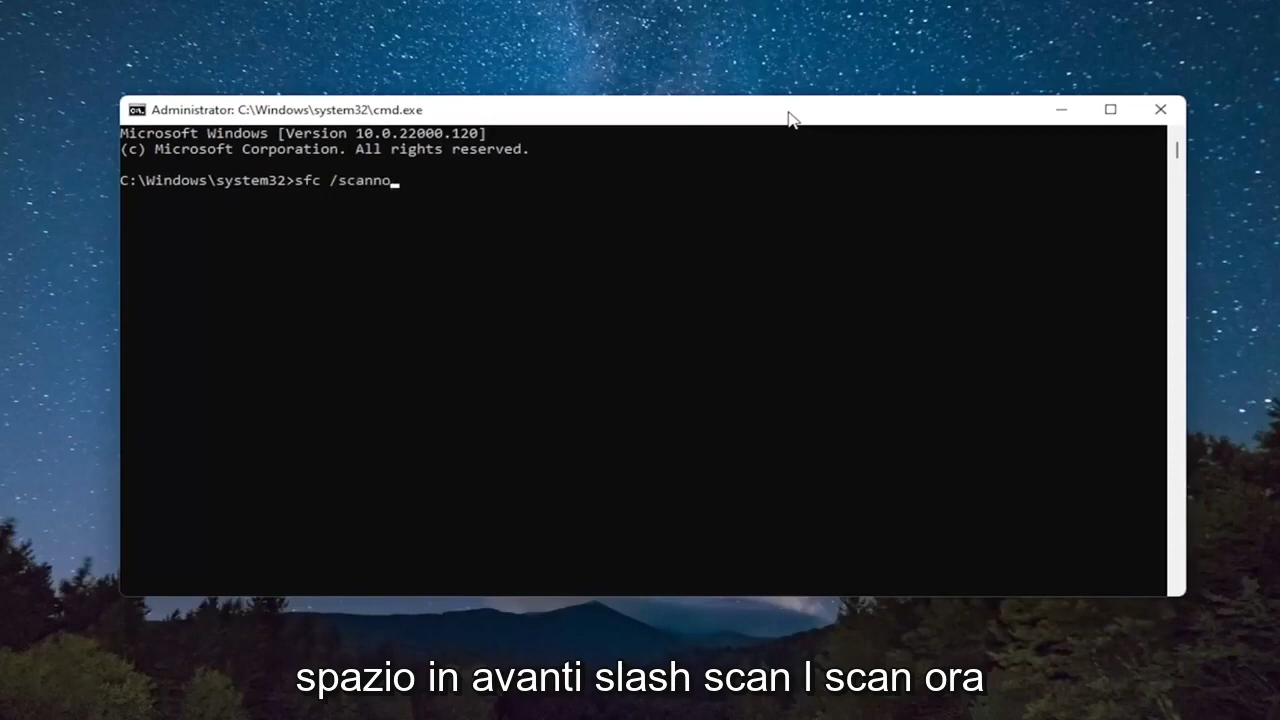 Administrator: C:\Windows\system32\cmd.exe
Microsoft Windows [Version 10.0.22000.120]
(c) Microsoft Corporation. All rights reserved.
C:\Windows\system32>sfc /scanno
spazio in avanti slash scan l scan ora